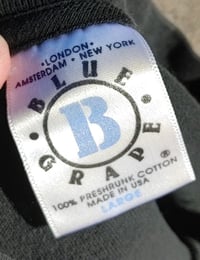 • LONDON •
AMSTERDAM • NEW YORK
• BLUE •
B
GRAPE ®
100% PRESHRUNK COTTON
MADE IN USA
LARGE